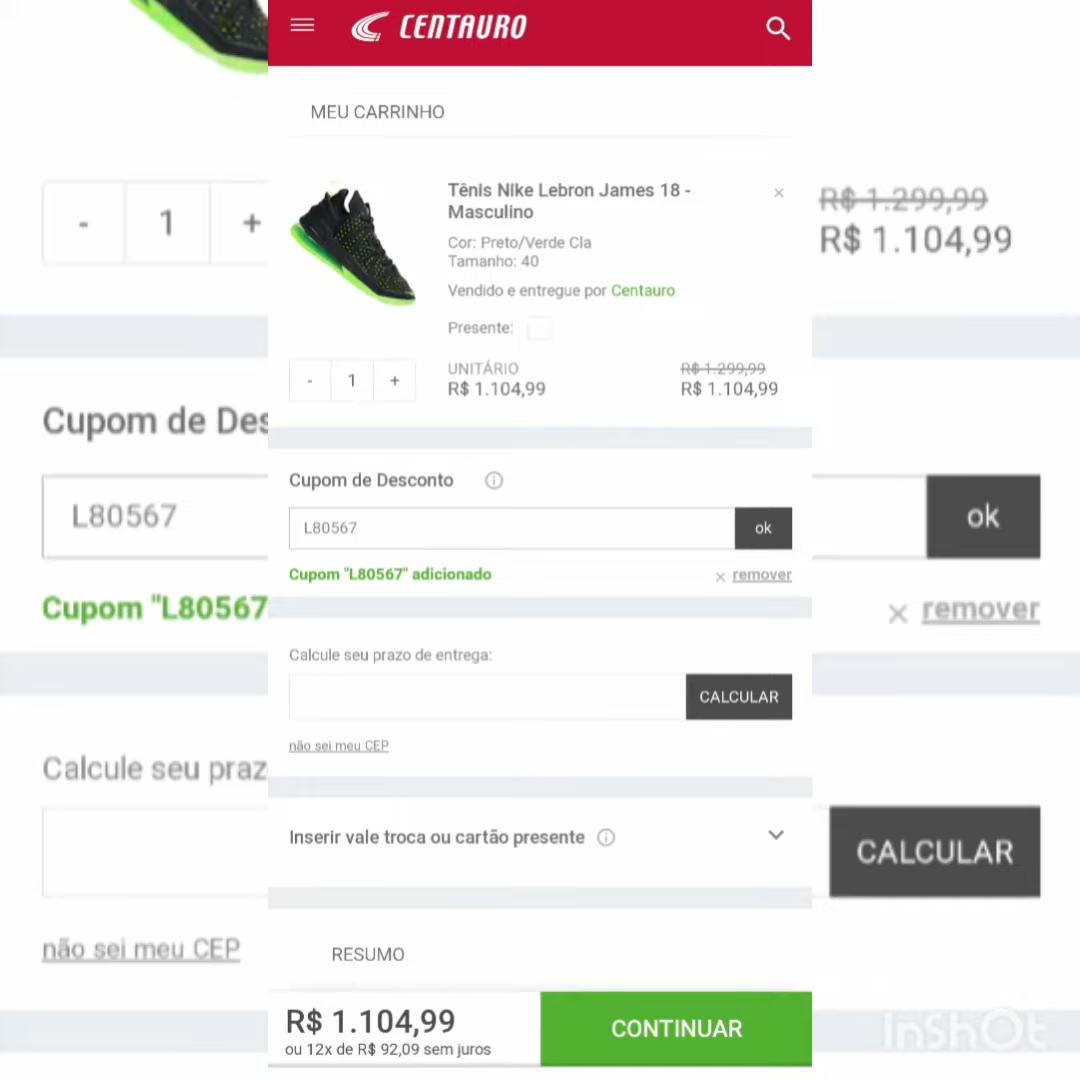 CENTAURO
MEU CARRINHO
Tênis Nike Lebron James 18 -
Masculino
Cor: Preto/Verde Cla
Tamanho: 40
Vendido e entregue por Centauro
Presente:
- 1 +
UNITÁRIO
R$ 1.104,99
R$ 1.299,99
R$ 1.104,99
Cupom de Desconto
L80567
ok
Cupom "L80567" adicionado
× remover
Calcule seu prazo de entrega:
CALCULAR
não sei meu CEP
Inserir vale troca ou cartão presente
RESUMO
R$ 1.104,99
ou 12x de R$ 92,09 sem juros
CONTINUAR
- 1 +
R$ 1.299,99
R$ 1.104,99
Cupom de Des
L80567
ok
Cupom "L80567
× remover
Calcule seu praz
CALCULAR
não sei meu CEP
InShOt